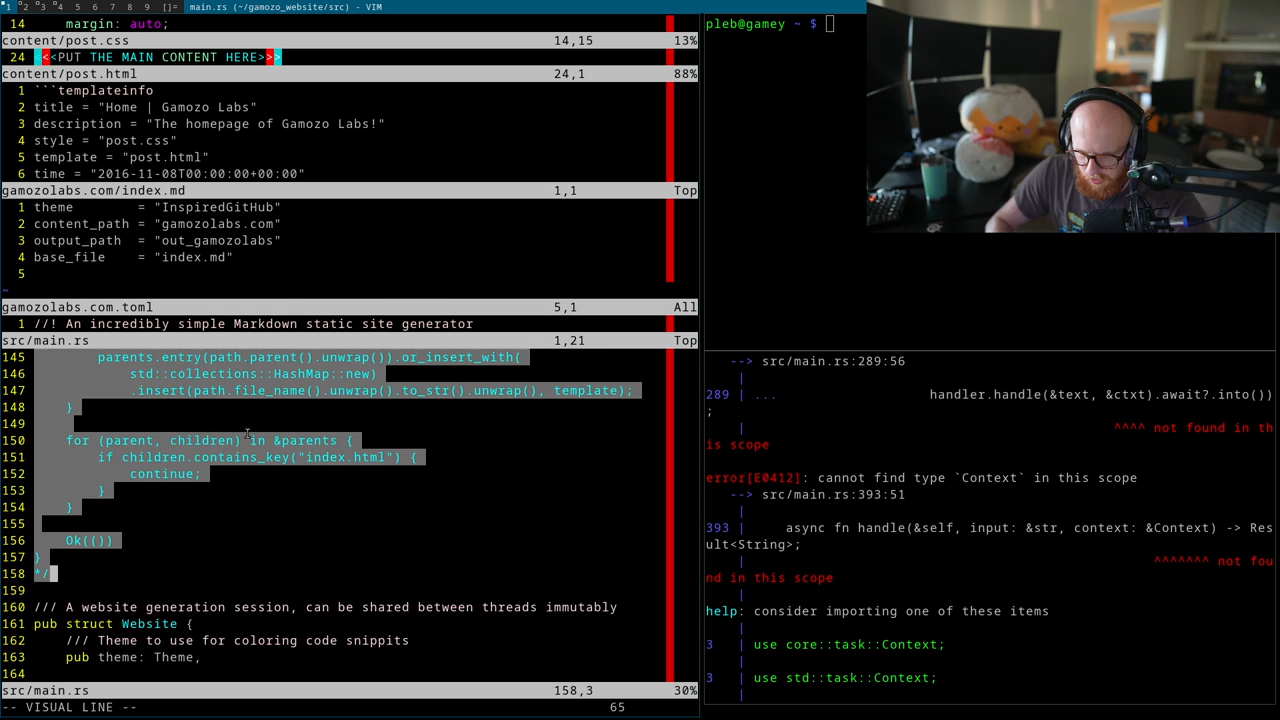 1 2 3 4 5 6 7 8 9 []= main.rs (~/gamozo_website/src) - VIM
14     margin: auto;
content/post.css 14,15 13%
24 <<<PUT THE MAIN CONTENT HERE>>>
content/post.html 24,1 88%
1 ```templateinfo
2 title = "Home | Gamozo Labs"
3 description = "The homepage of Gamozo Labs!"
4 style = "post.css"
5 template = "post.html"
6 time = "2016-11-08T00:00:00+00:00"
gamozolabs.com/index.md 1,1 Top
1 theme        = "InspiredGitHub"
2 content_path = "gamozolabs.com"
3 output_path  = "out_gamozolabs"
4 base_file    = "index.md"
5
~
gamozolabs.com.toml 5,1 All
1 //! An incredibly simple Markdown static site generator
src/main.rs 1,21 Top
145         parents.entry(path.parent().unwrap()).or_insert_with(
146             std::collections::HashMap::new)
147             .insert(path.file_name().unwrap().to_str().unwrap(), template);
148     }
149
150     for (parent, children) in &parents {
151         if children.contains_key("index.html") {
152             continue;
153         }
154     }
155
156     Ok(())
157 }
158 */
159
160 /// A website generation session, can be shared between threads immutably
161 pub struct Website {
162     /// Theme to use for coloring code snippits
163     pub theme: Theme,
164
src/main.rs 158,3 30%
-- VISUAL LINE -- 65
pleb@gamey ~ $
--> src/main.rs:289:56
|
289 | ...                   handler.handle(&text, &ctxt).await?.into())
;
|                         ^^^^ not found in th
is scope
error[E0412]: cannot find type `Context` in this scope
--> src/main.rs:393:51
|
393 |     async fn handle(&self, input: &str, context: &Context) -> Res
ult<String>;
|                         ^^^^^^^ not fou
nd in this scope
|
help: consider importing one of these items
|
3   | use core::task::Context;
|
3   | use std::task::Context;
|